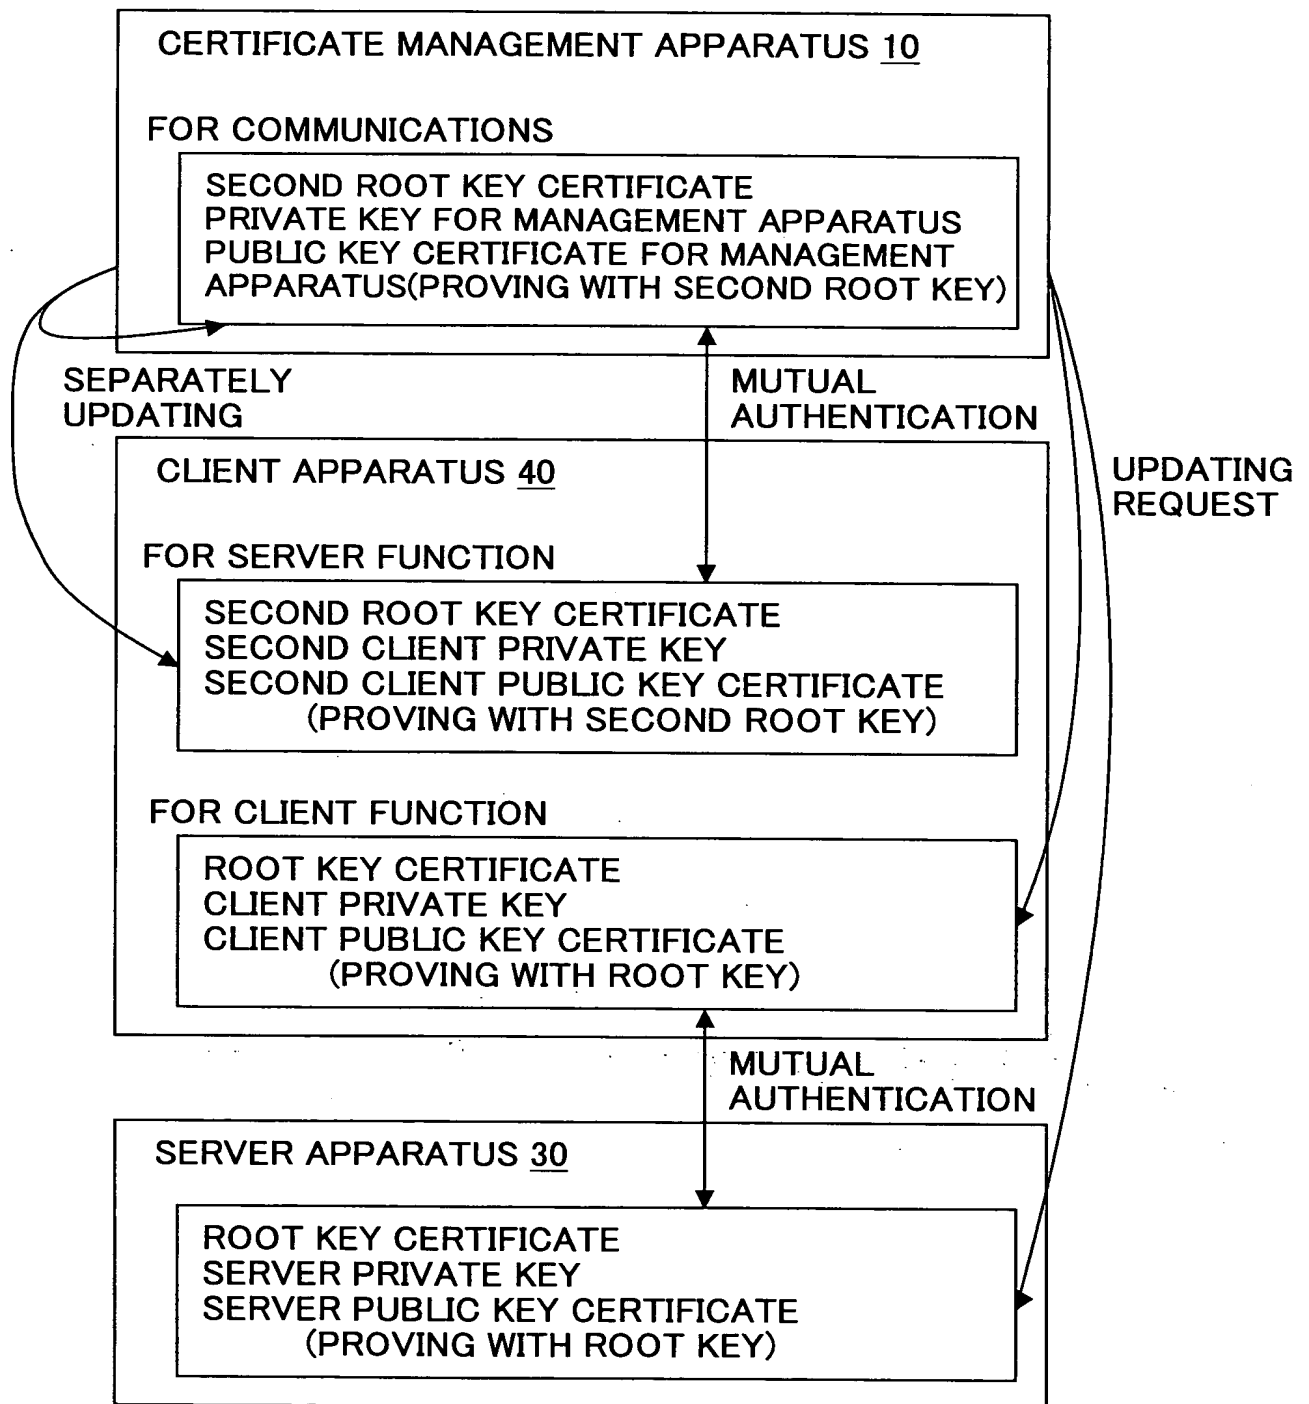 CERTIFICATE MANAGEMENT APPARATUS 10
FOR COMMUNICATIONS
SECOND ROOT KEY CERTIFICATE
PRIVATE KEY FOR MANAGEMENT APPARATUS
PUBLIC KEY CERTIFICATE FOR MANAGEMENT
APPARATUS(PROVING WITH SECOND ROOT KEY)
SEPARATELY
UPDATING
MUTUAL
AUTHENTICATION
CLIENT APPARATUS 40
UPDATING
REQUEST
FOR SERVER FUNCTION
SECOND ROOT KEY CERTIFICATE
SECOND CLIENT PRIVATE KEY
SECOND CLIENT PUBLIC KEY CERTIFICATE
(PROVING WITH SECOND ROOT KEY)
FOR CLIENT FUNCTION
ROOT KEY CERTIFICATE
CLIENT PRIVATE KEY
CLIENT PUBLIC KEY CERTIFICATE
(PROVING WITH ROOT KEY)
MUTUAL
AUTHENTICATION
SERVER APPARATUS 30
ROOT KEY CERTIFICATE
SERVER PRIVATE KEY
SERVER PUBLIC KEY CERTIFICATE
(PROVING WITH ROOT KEY)